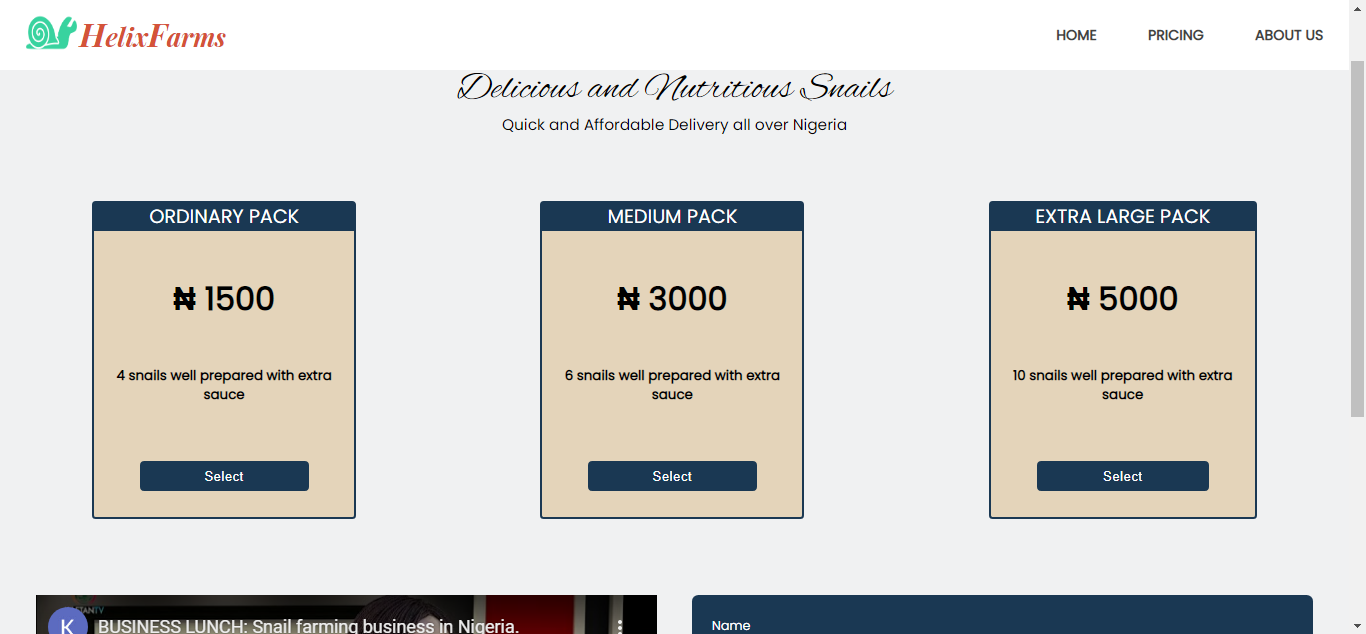 HelixFarms
HOME
PRICING
ABOUT US
Delicious and Nutritious Snails
Quick and Affordable Delivery all over Nigeria
ORDINARY PACK
₦ 1500
4 snails well prepared with extra
sauce
Select
MEDIUM PACK
₦ 3000
6 snails well prepared with extra
sauce
Select
EXTRA LARGE PACK
₦ 5000
10 snails well prepared with extra
sauce
Select
K
BUSINESS LUNCH: Snail farming business in Nigeria.
Name